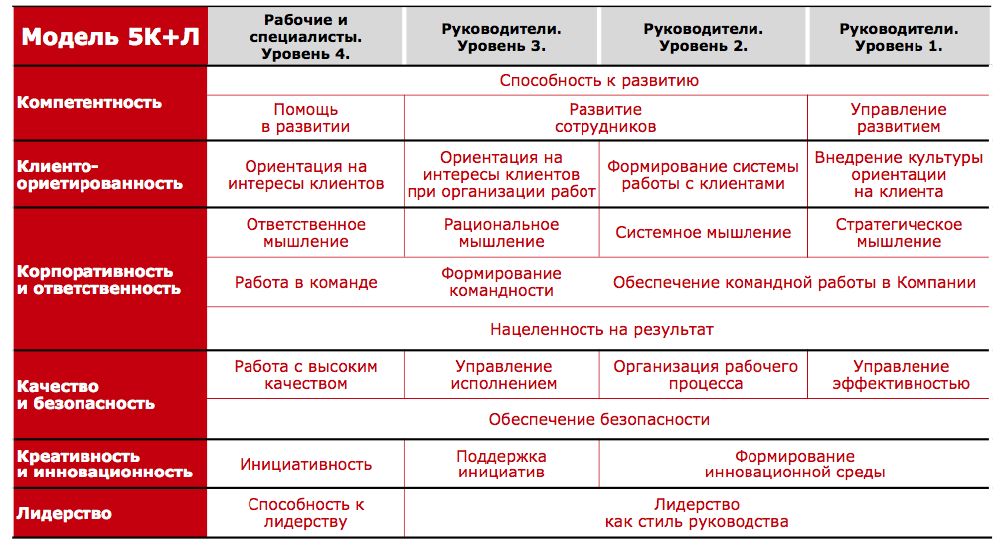 Модель 5К+Л
Рабочие и
специалисты.
Уровень 4.
Руководители.
Уровень 3.
Руководители.
Уровень 2.
Руководители.
Уровень 1.
Компетентность
Способность к развитию
Помощь
в развитии
Развитие
сотрудников
Управление
развитием
Клиенто-
ориетированность
Ориентация на
интересы клиентов
Ориентация на
интересы клиентов
при организации работ
Формирование системы
работы с клиентами
Внедрение культуры
ориентации
на клиента
Корпоративность
и ответственность
Ответственное
мышление
Рациональное
мышление
Системное мышление
Стратегическое
мышление
Работа в команде
Формирование
командности
Обеспечение командной работы в Компании
Нацеленность на результат
Качество
и безопасность
Работа с высоким
качеством
Управление
исполнением
Организация рабочего
процесса
Управление
эффективностью
Обеспечение безопасности
Креативность
и инновационность
Инициативность
Поддержка
инициатив
Формирование
инновационной среды
Лидерство
Способность к
лидерству
Лидерство
как стиль руководства